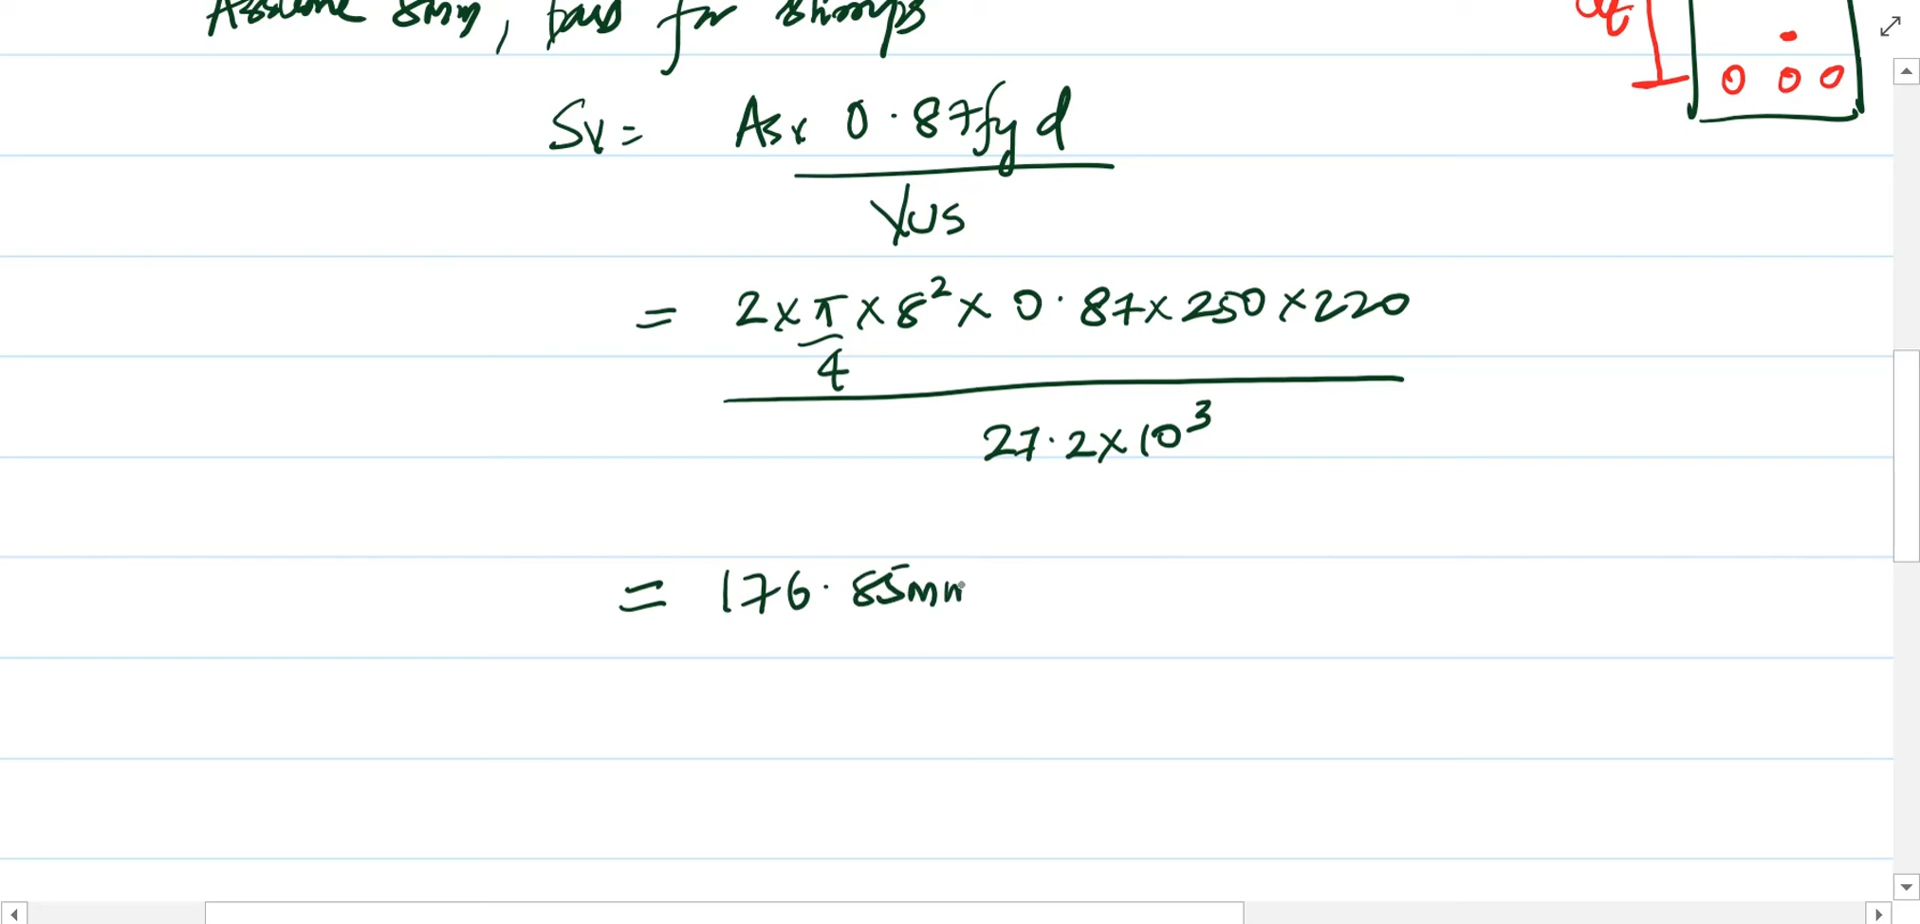 Assume 8mm, bars for stirrups
dt
Sv = Asv 0.87fy d
Vus
= 2 × π × 8² × 0.87 × 250 × 220
4
27.2 × 10³
= 176.85mm